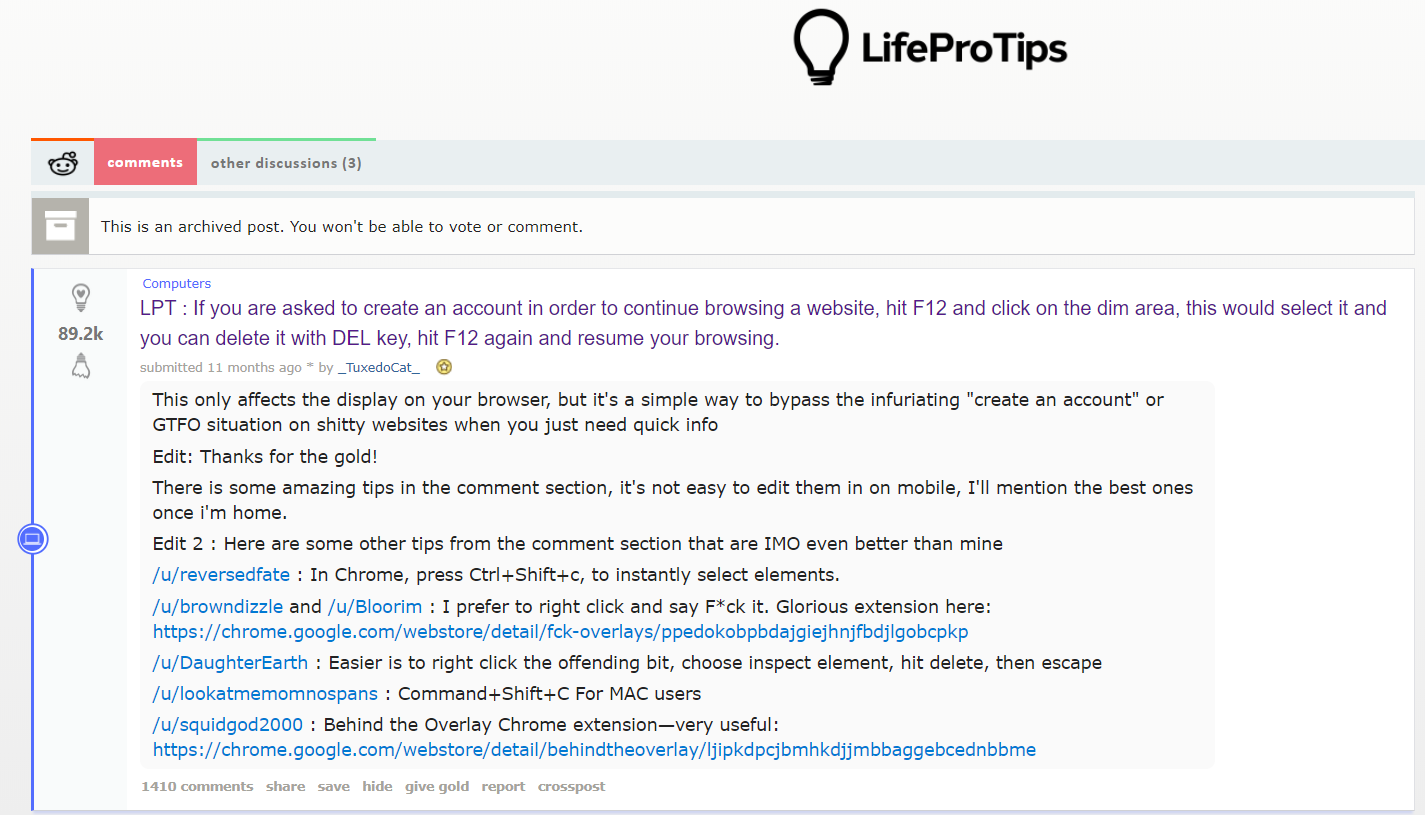 LifeProTips
comments
other discussions (3)
This is an archived post. You won't be able to vote or comment.
Computers
LPT : If you are asked to create an account in order to continue browsing a website, hit F12 and click on the dim area, this would select it and
you can delete it with DEL key, hit F12 again and resume your browsing.
89.2k
submitted 11 months ago * by _TuxedoCat_
This only affects the display on your browser, but it's a simple way to bypass the infuriating "create an account" or
GTFO situation on shitty websites when you just need quick info
Edit: Thanks for the gold!
There is some amazing tips in the comment section, it's not easy to edit them in on mobile, I'll mention the best ones
once i'm home.
Edit 2 : Here are some other tips from the comment section that are IMO even better than mine
/u/reversedfate : In Chrome, press Ctrl+Shift+c, to instantly select elements.
/u/browndizzle and /u/Bloorim : I prefer to right click and say F*ck it. Glorious extension here:
https://chrome.google.com/webstore/detail/fck-overlays/ppedokobpbdajgiejhnjfbdjlgobcpkp
/u/DaughterEarth : Easier is to right click the offending bit, choose inspect element, hit delete, then escape
/u/lookatmemomnospans : Command+Shift+C For MAC users
/u/squidgod2000 : Behind the Overlay Chrome extension—very useful:
https://chrome.google.com/webstore/detail/behindtheoverlay/ljipkdpcjbmhkdjjmbbaggebcednbbme
1410 comments share save hide give gold report crosspost